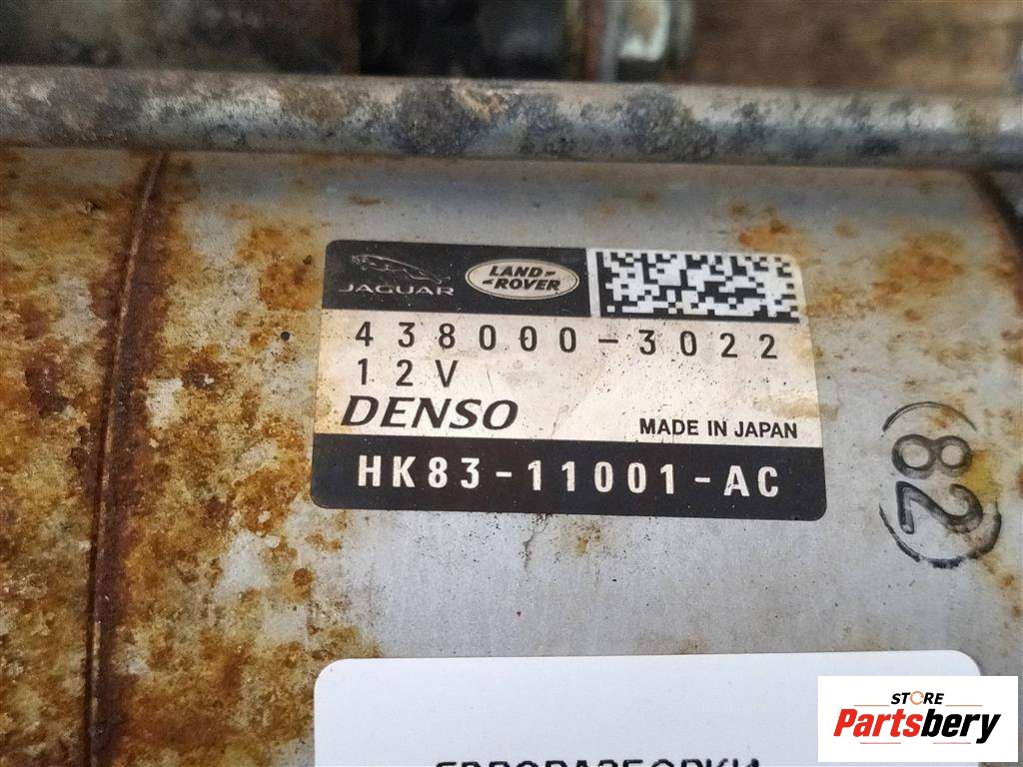 JAGUAR
LAND-
-ROVER
438000-3022
12V
DENSO
MADE IN JAPAN
HK83-11001-AC
(82)
STORE
Partsbery